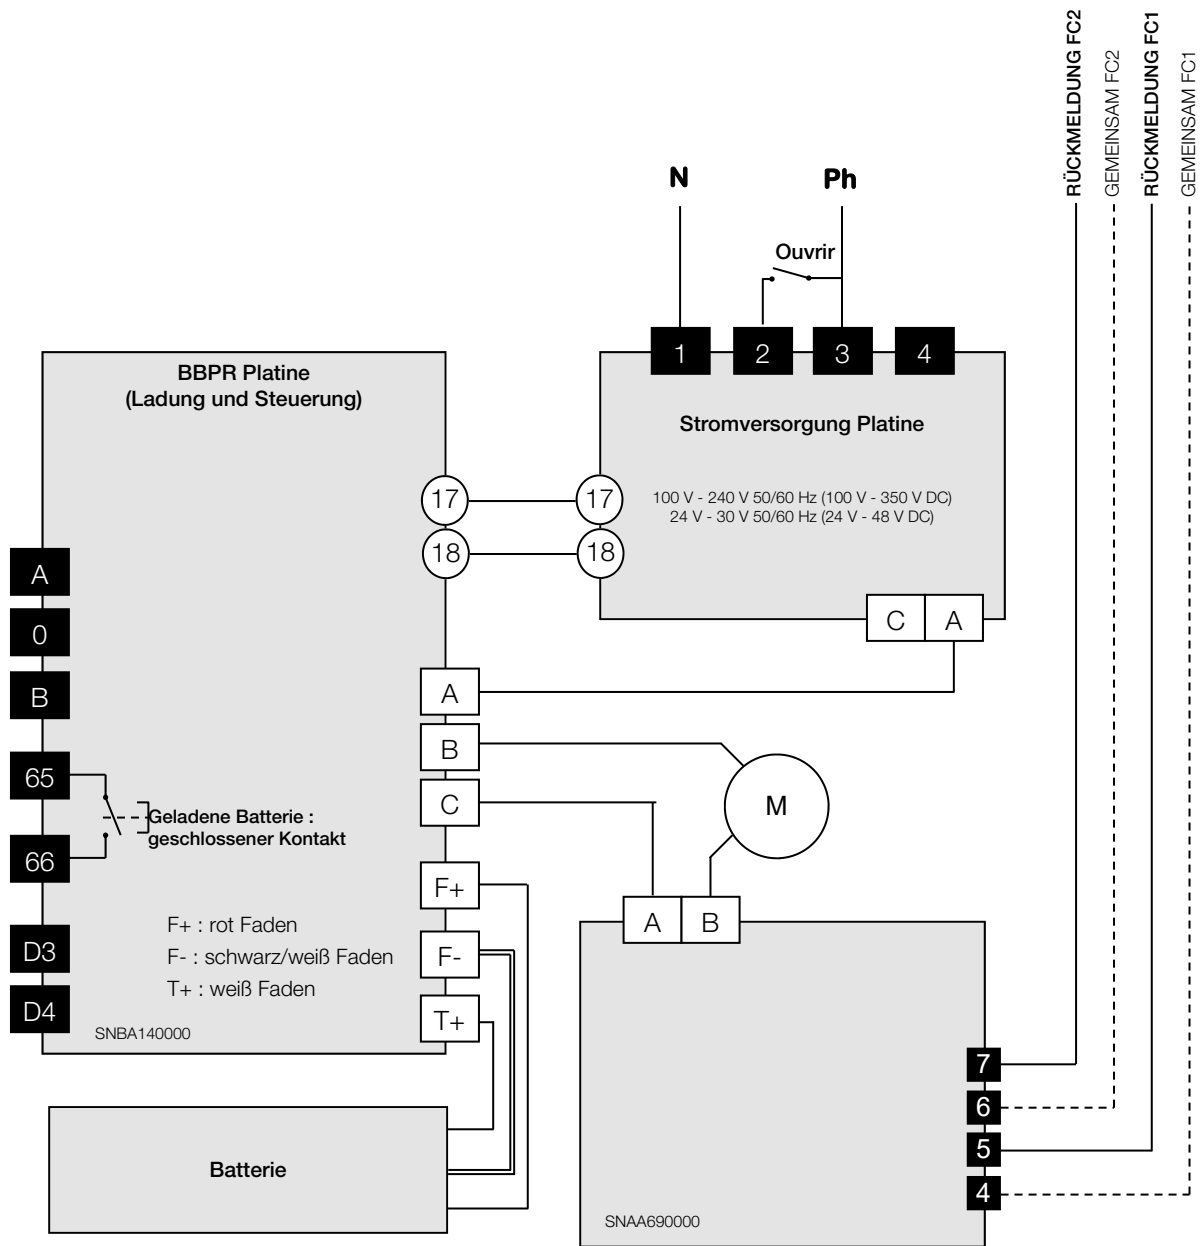 RÜCKMELDUNG FC2
GEMEINSAM FC2
RÜCKMELDUNG FC1
GEMEINSAM FC1
N
Ph
Ouvrir
1
2
3
4
BBPR Platine
(Ladung und Steuerung)
Stromversorgung Platine
100 V - 240 V 50/60 Hz (100 V - 350 V DC)
24 V - 30 V 50/60 Hz (24 V - 48 V DC)
17
17
18
18
A
0
B
65
66
D3
D4
C
A
A
B
C
M
Geladene Batterie :
geschlossener Kontakt
F+
F-
T+
F+ : rot Faden
F- : schwarz/weiß Faden
T+ : weiß Faden
SNBA140000
A
B
7
6
5
4
Batterie
SNAA690000